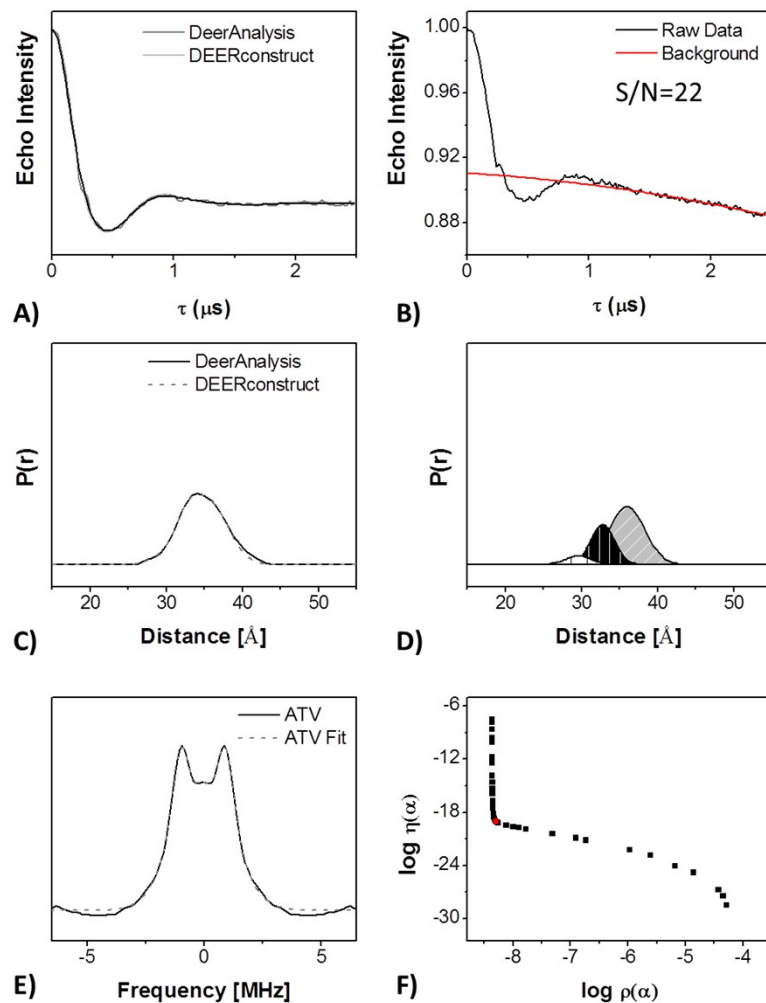 DeerAnalysis
DEERconstruct
Echo Intensity
0
1
2
τ (μs)
A)
1.00
0.96
0.92
0.88
Raw Data
Background
S/N=22
Echo Intensity
0
1
2
τ (μs)
B)
DeerAnalysis
DEERconstruct
P(r)
20
30
40
50
Distance [Å]
C)
P(r)
20
30
40
50
Distance [Å]
D)
ATV
ATV Fit
-5
0
5
Frequency [MHz]
E)
-6
-12
-18
-24
-30
log η(α)
-8
-7
-6
-5
-4
log ρ(α)
F)